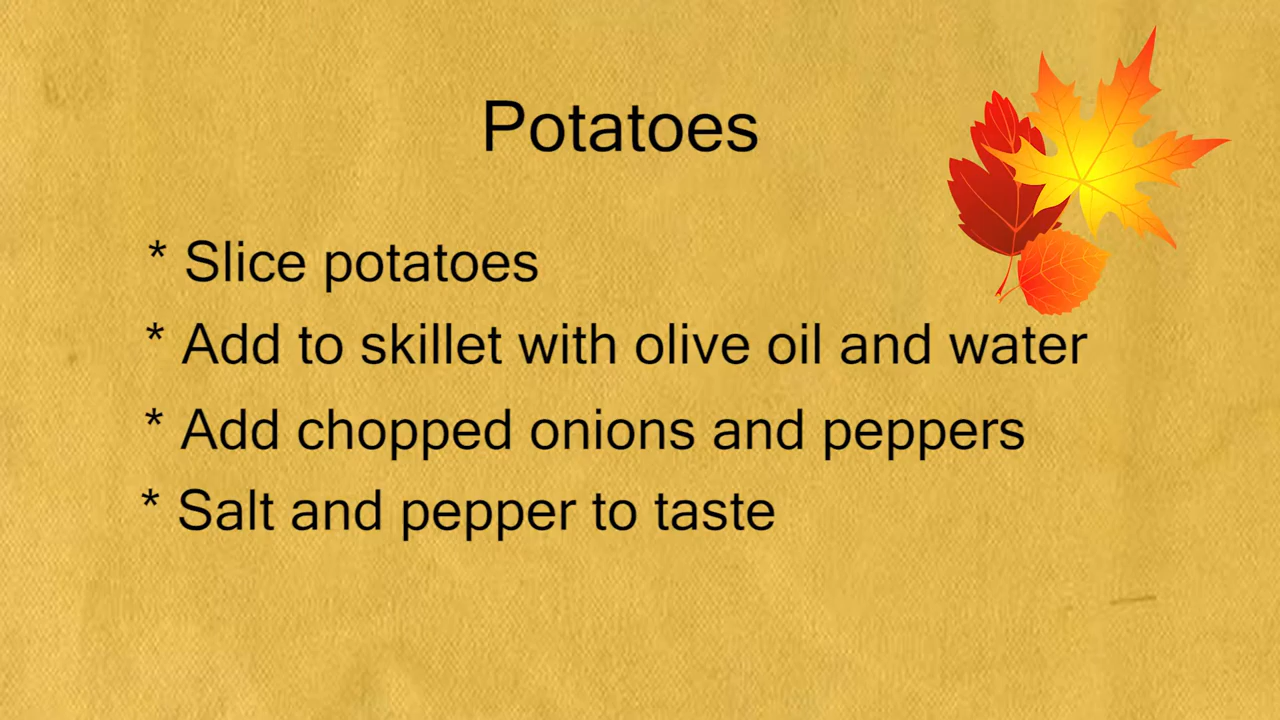 Potatoes
* Slice potatoes
* Add to skillet with olive oil and water
* Add chopped onions and peppers
* Salt and pepper to taste